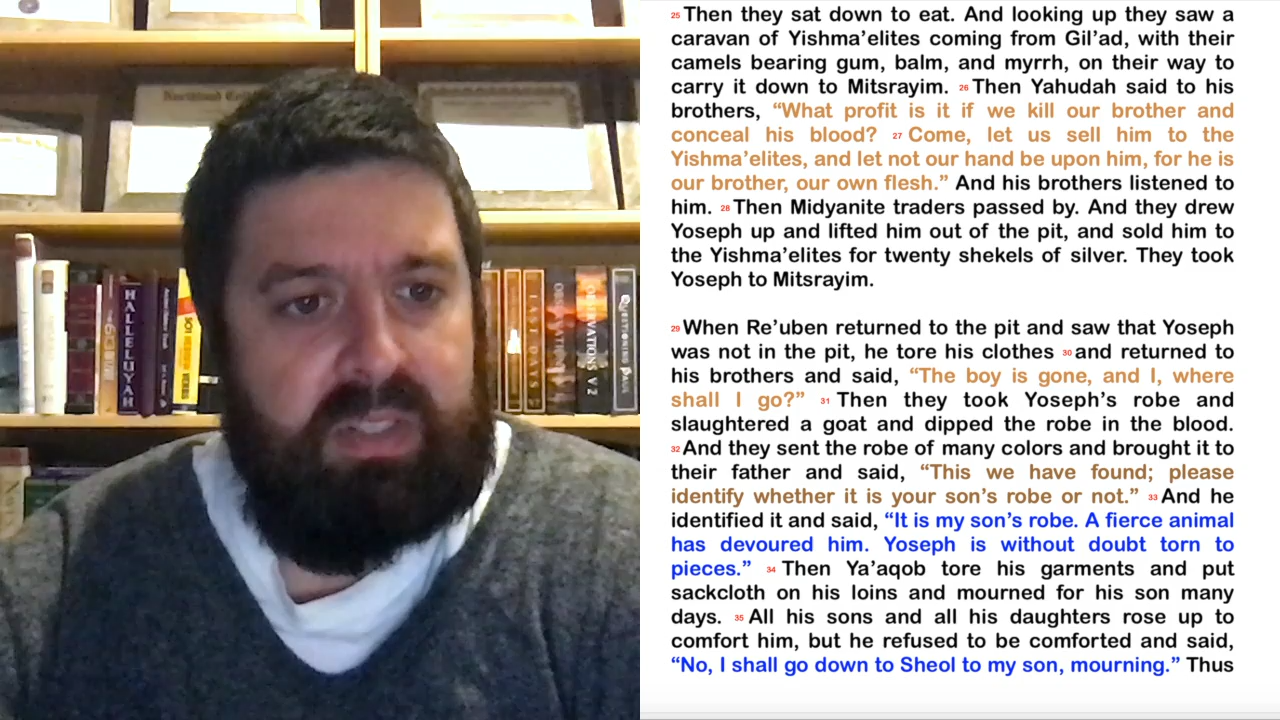 Northwood
HALLELUYAH
LAST DAYS
OBSERVATIONS
OBSERVATIONS V.2
QUESTIONING PAUL
25 Then they sat down to eat. And looking up they saw a
caravan of Yishma’elites coming from Gil’ad, with their
camels bearing gum, balm, and myrrh, on their way to
carry it down to Mitsrayim. 26 Then Yahudah said to his
brothers, “What profit is it if we kill our brother and
conceal his blood? 27 Come, let us sell him to the
Yishma’elites, and let not our hand be upon him, for he is
our brother, our own flesh.” And his brothers listened to
him. 28 Then Midyanite traders passed by. And they drew
Yoseph up and lifted him out of the pit, and sold him to
the Yishma’elites for twenty shekels of silver. They took
Yoseph to Mitsrayim.
29 When Re’uben returned to the pit and saw that Yoseph
was not in the pit, he tore his clothes 30 and returned to
his brothers and said, “The boy is gone, and I, where
shall I go?” 31 Then they took Yoseph’s robe and
slaughtered a goat and dipped the robe in the blood.
32 And they sent the robe of many colors and brought it to
their father and said, “This we have found; please
identify whether it is your son’s robe or not.” 33 And he
identified it and said, “It is my son’s robe. A fierce animal
has devoured him. Yoseph is without doubt torn to
pieces.” 34 Then Ya’aqob tore his garments and put
sackcloth on his loins and mourned for his son many
days. 35 All his sons and all his daughters rose up to
comfort him, but he refused to be comforted and said,
“No, I shall go down to Sheol to my son, mourning.” Thus